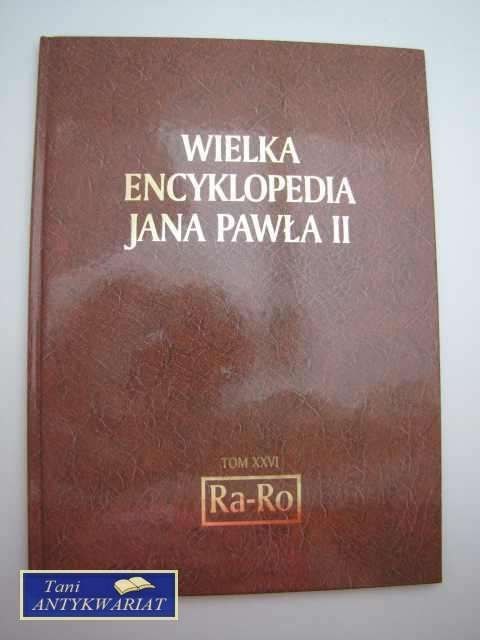 WIELKA
ENCYKLOPEDIA
JANA PAWŁA II
TOM XXVI
Ra-Ro
Tani
ANTYKWARIAT